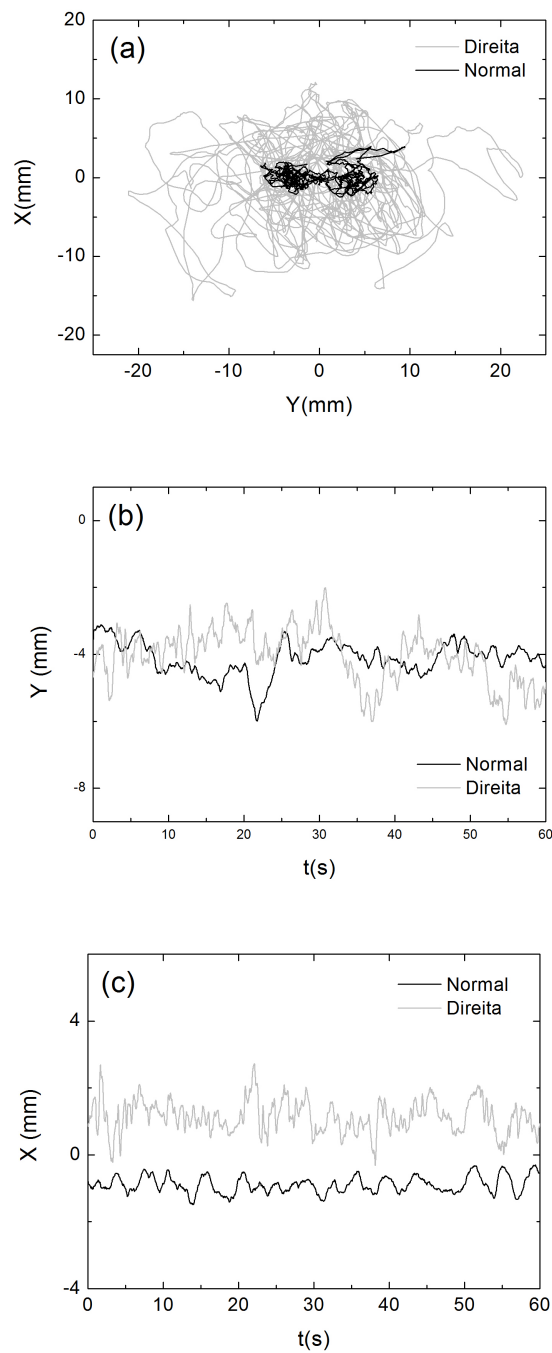 (a)
Direita
Normal
20
10
0
-10
-20
X(mm)
-20 -10 0 10 20
Y(mm)
(b)
0
-4
-8
Y (mm)
Normal
Direita
0 10 20 30 40 50 60
t(s)
(c)
Normal
Direita
4
0
-4
X (mm)
0 10 20 30 40 50 60
t(s)